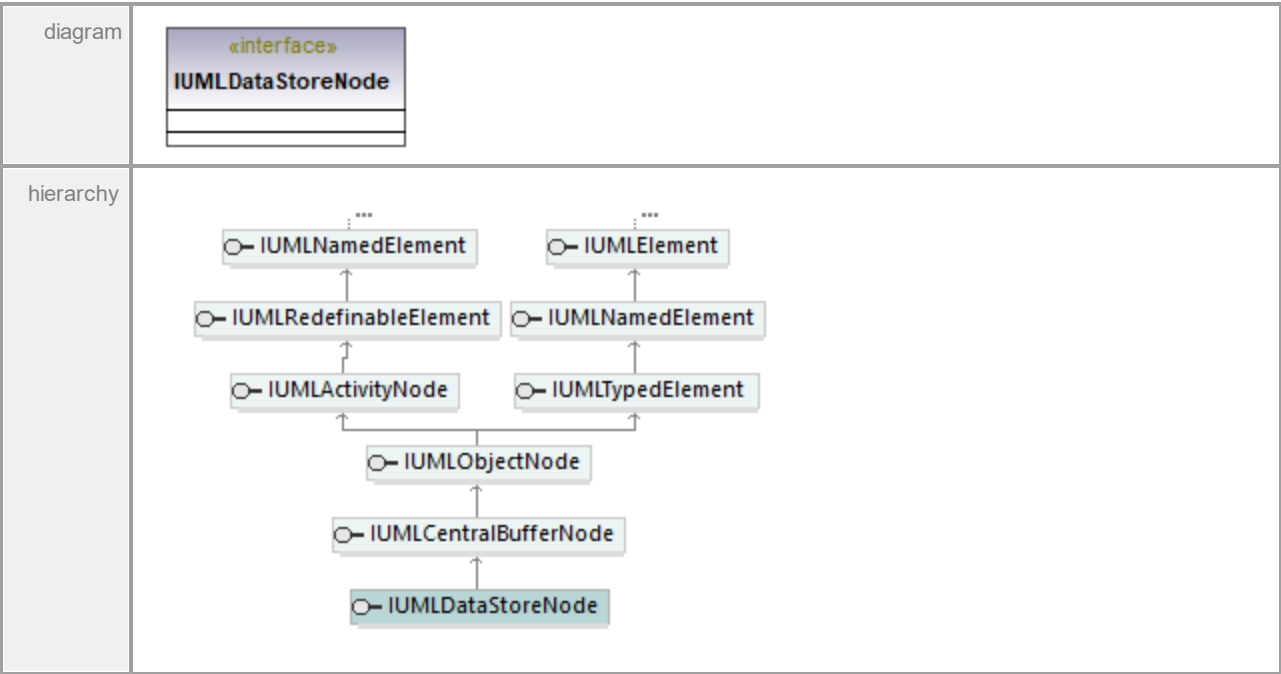 diagram
«interface»
IUMLDataStoreNode
hierarchy
... ...
IUMLNamedElement IUMLElement
IUMLRedefinableElement IUMLNamedElement
IUMLActivityNode IUMLTypedElement
IUMLObjectNode
IUMLCentralBufferNode
IUMLDataStoreNode